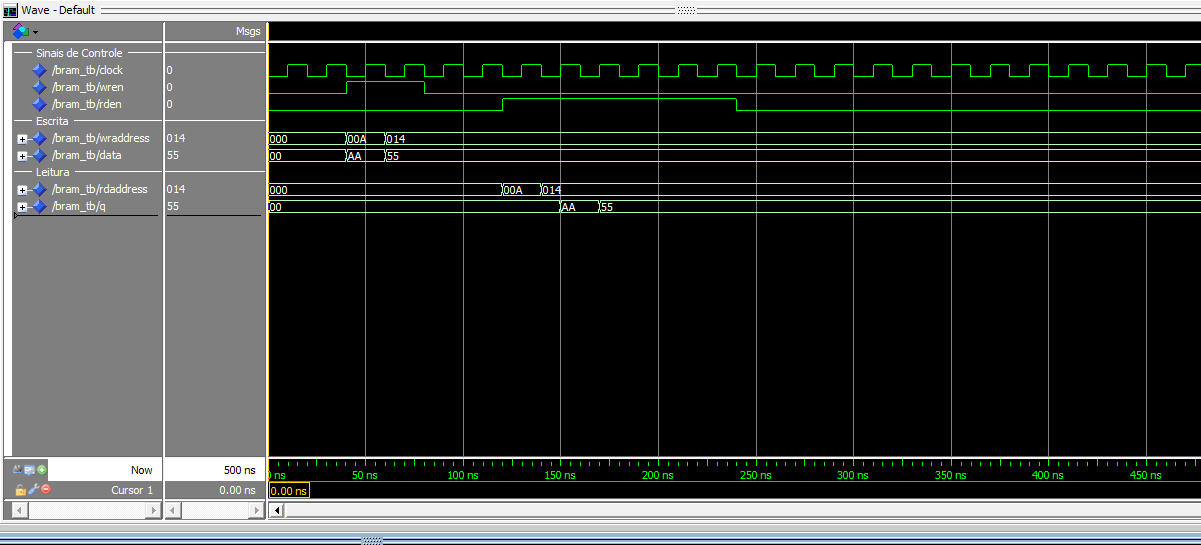 Wave - Default
Msgs
Sinais de Controle
/bram_tb/clock 0
/bram_tb/wren 0
/bram_tb/rden 0
Escrita
/bram_tb/wraddress 014 000 00A 014
/bram_tb/data 55 00 AA 55
Leitura
/bram_tb/rdaddress 014 000 00A 014
/bram_tb/q 55 00 AA 55
Now 500 ns ns 50 ns 100 ns 150 ns 200 ns 250 ns 300 ns 350 ns 400 ns 450 ns
Cursor 1 0.00 ns 0.00 ns